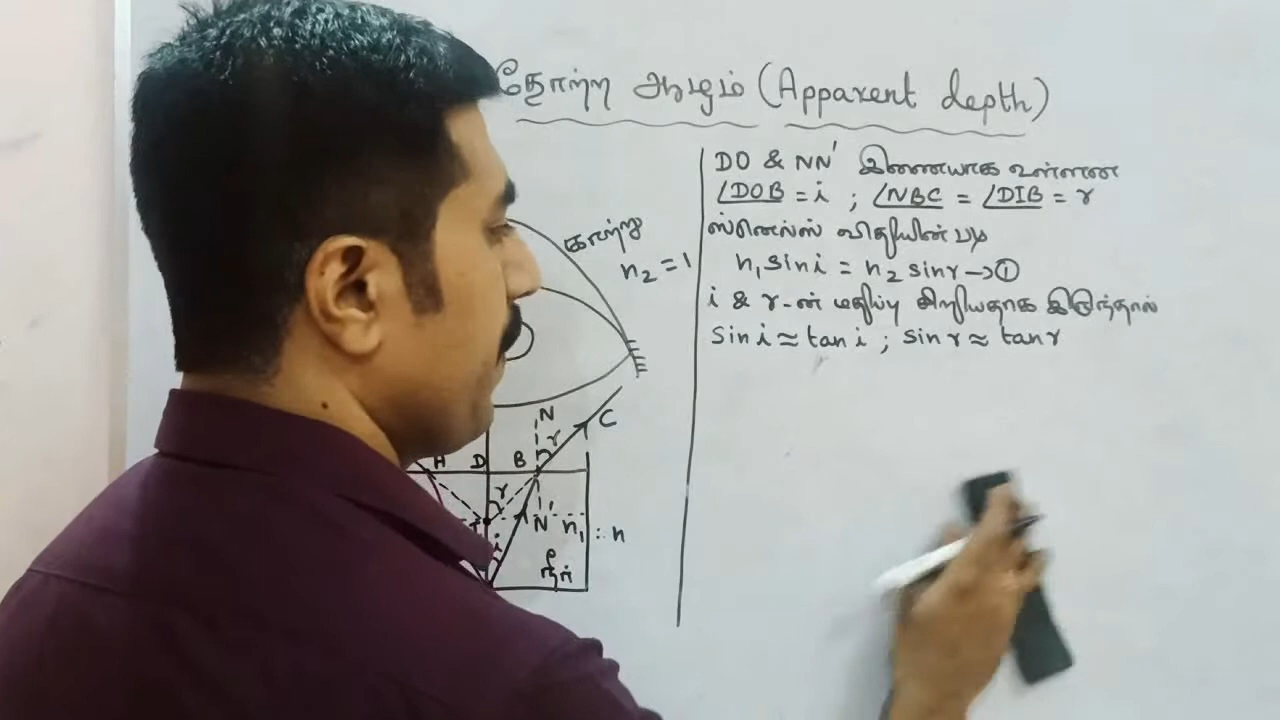 தோற்ற ஆழம் (Apparent depth)
DO & NN' இணையாக உள்ளன
∠DOB = i ; ∠NBC = ∠DIB = r
ஸ்னெல்ஸ் விதியின் படி
n₁ sin i = n₂ sin r → ①
i & r-ன் மதிப்பு சிறியதாக இருந்தால்
sin i ≈ tan i ; sin r ≈ tan r
காற்று
n₂ = 1
N
C
r
D B
r
N' n₁ = n
i
நீர்